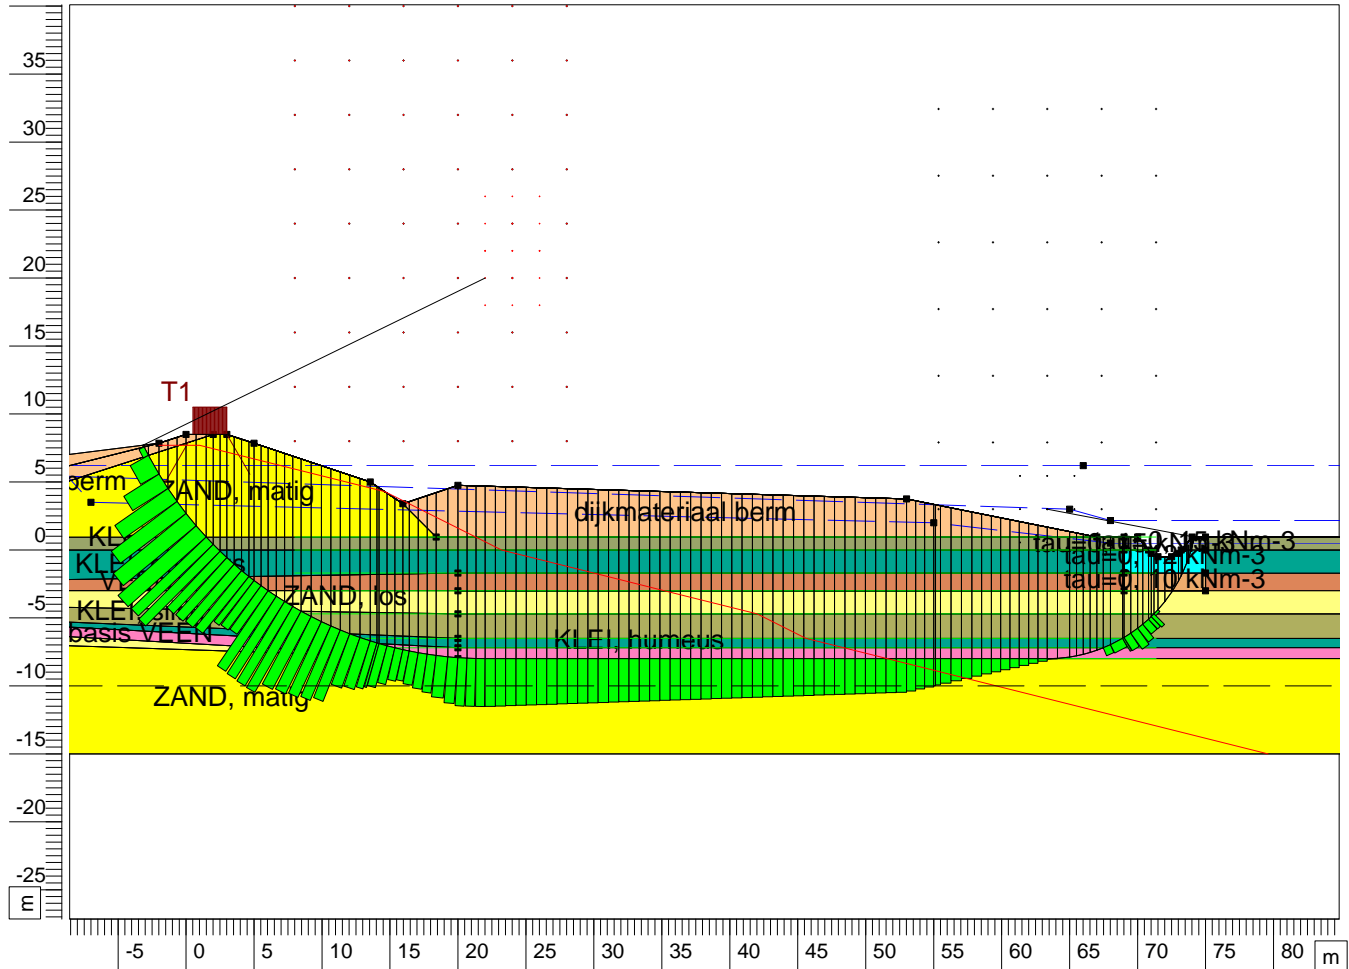 35
30
25
20
15
10
5
0
-5
-10
-15
-20
-25
m
T1
berm
ZAND, matig
dijkmateriaal berm
ZAND, los
basis VEEN
KLEI, humeus
ZAND, matig
tau=0, 10 kNm-3
-5 0 5 10 15 20 25 30 35 40 45 50 55 60 65 70 75 80 m